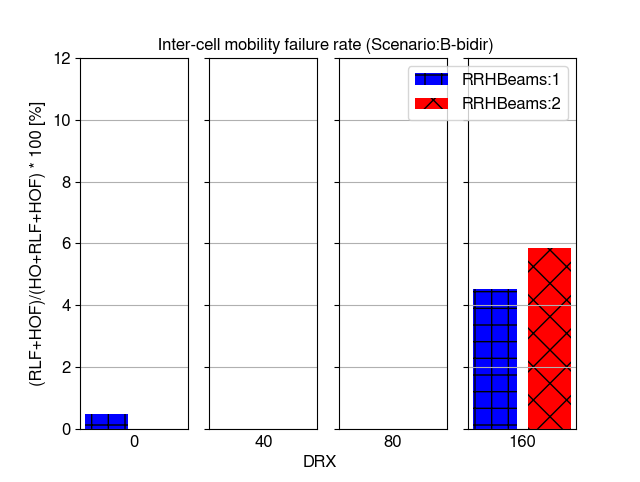 Inter-cell mobility failure rate (Scenario:B-bidir)
(RLF+HOF)/(HO+RLF+HOF) * 100 [%]
12
10
8
6
4
2
0
RRHBeams:1
RRHBeams:2
0 40 80 160
DRX